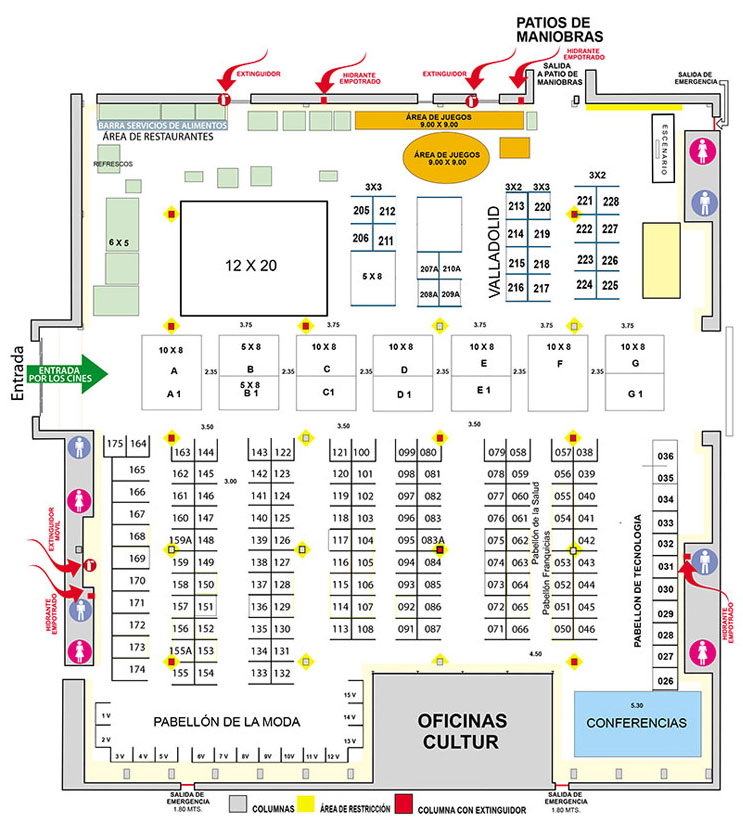 PATIOS DE
MANIOBRAS
EXTINGUIDOR
HIDRANTE
EMPOTRADO
EXTINGUIDOR
HIDRANTE
EMPOTRADO
SALIDA
A PATIO DE
MANIOBRAS
SALIDA DE
EMERGENCIA
BARRA SERVICIOS DE ALIMENTOS
ÁREA DE RESTAURANTES
REFRESCOS
6 X 5
ÁREA DE JUEGOS
9.00 X 9.00
ÁREA DE JUEGOS
9.00 X 9.00
ESCENARIO
12 X 20
3X3
205 212
206 211
5 X 8
207A 210A
208A 209A
VALLADOLID
3X2 3X3
213 220
214 219
215 218
216 217
3X2
221 228
222 227
223 226
224 225
Entrada
ENTRADA
POR LOS CINES
3.75 3.75 3.75 3.75 3.75 3.75
10 X 8
A
A 1
2.35
5 X 8
B
5 X 8
B 1
2.35
10 X 8
C
C1
2.35
10 X 8
D
D 1
2.35
10 X 8
E
E 1
2.35
10 X 8
F
2.35
10 X 8
G
G 1
3.50 3.50 3.50
3.00
175 164
165
166
167
168
169
170
171
172
173
174
163 144
162 145
161 146
160 147
159A 148
159 149
158 150
157 151
156 152
155A 153
155 154
143 122
142 123
141 124
140 125
139 126
138 127
137 128
136 129
135 130
134 131
133 132
121 100
120 101
119 102
118 103
117 104
116 105
115 106
114 107
113 108
099 080
098 081
097 082
096 083
095 083A
094 084
093 085
092 086
091 087
079 058
078 059
077 060
076 061
075 062
074 063
073 064
072 065
071 066
Pabellón de la Salud
Pabellón Franquicias
057 038
056 039
055 040
054 041
042
053 043
052 044
051 045
050 046
4.50
PABELLON DE TECNOLOGIA
036
035
034
033
032
031
030
029
028
027
026
EXTINGUIDOR
MOVIL
HIDRANTE
EMPOTRADO
HIDRANTE
EMPOTRADO
PABELLÓN DE LA MODA
1 V
2 V
3 V 4 V 5 V 6V 7V 8V 9V 10V 11 V 12 V
15 V
14 V
13 V
OFICINAS
CULTUR
5.30
CONFERENCIAS
SALIDA DE
EMERGENCIA
1.80 MTS.
SALIDA DE
EMERGENCIA
1.80 MTS.
COLUMNAS
ÁREA DE RESTRICCIÓN
COLUMNA CON EXTINGUIDOR